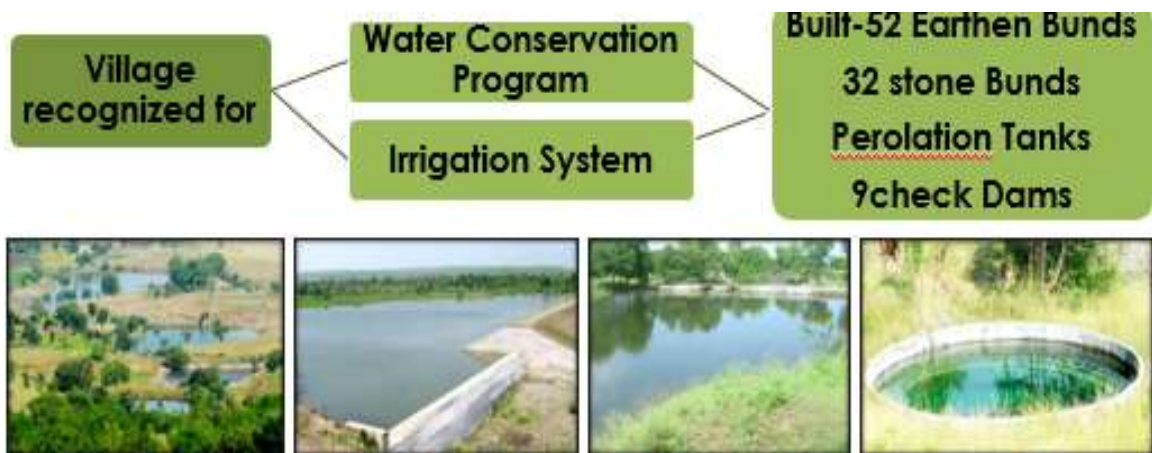 Village
recognized for
Water Conservation
Program
Irrigation System
Built-52 Earthen Bunds
32 stone Bunds
Perolation Tanks
9check Dams